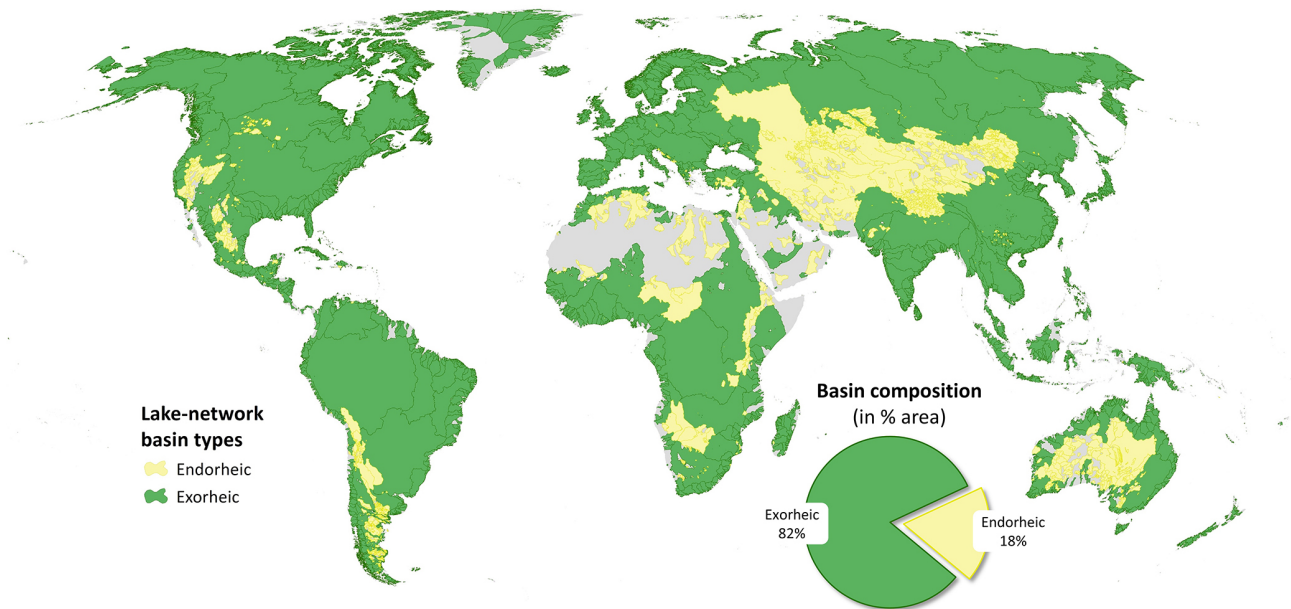 Lake-network
basin types
Endorheic
Exorheic
Basin composition
(in % area)
Exorheic
82%
Endorheic
18%